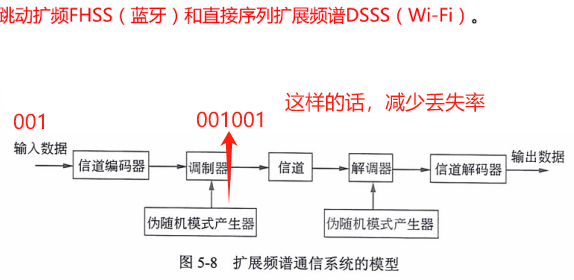 跳动扩频FHSS（蓝牙）和直接序列扩展频谱DSSS（Wi-Fi）。
001
001001
这样的话，减少丢失率
输入数据
信道编码器
调制器
信道
解调器
信道解码器
输出数据
伪随机模式产生器
伪随机模式产生器
图 5-8 扩展频谱通信系统的模型